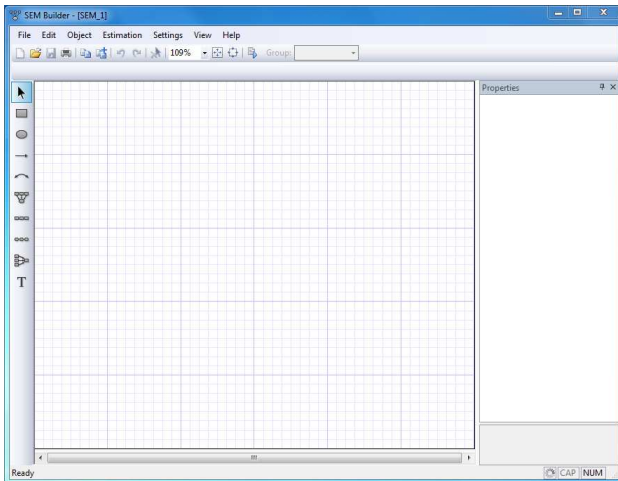 SEM Builder - [SEM_1]
File Edit Object Estimation Settings View Help
109% Group:
Properties
T
Ready CAP NUM